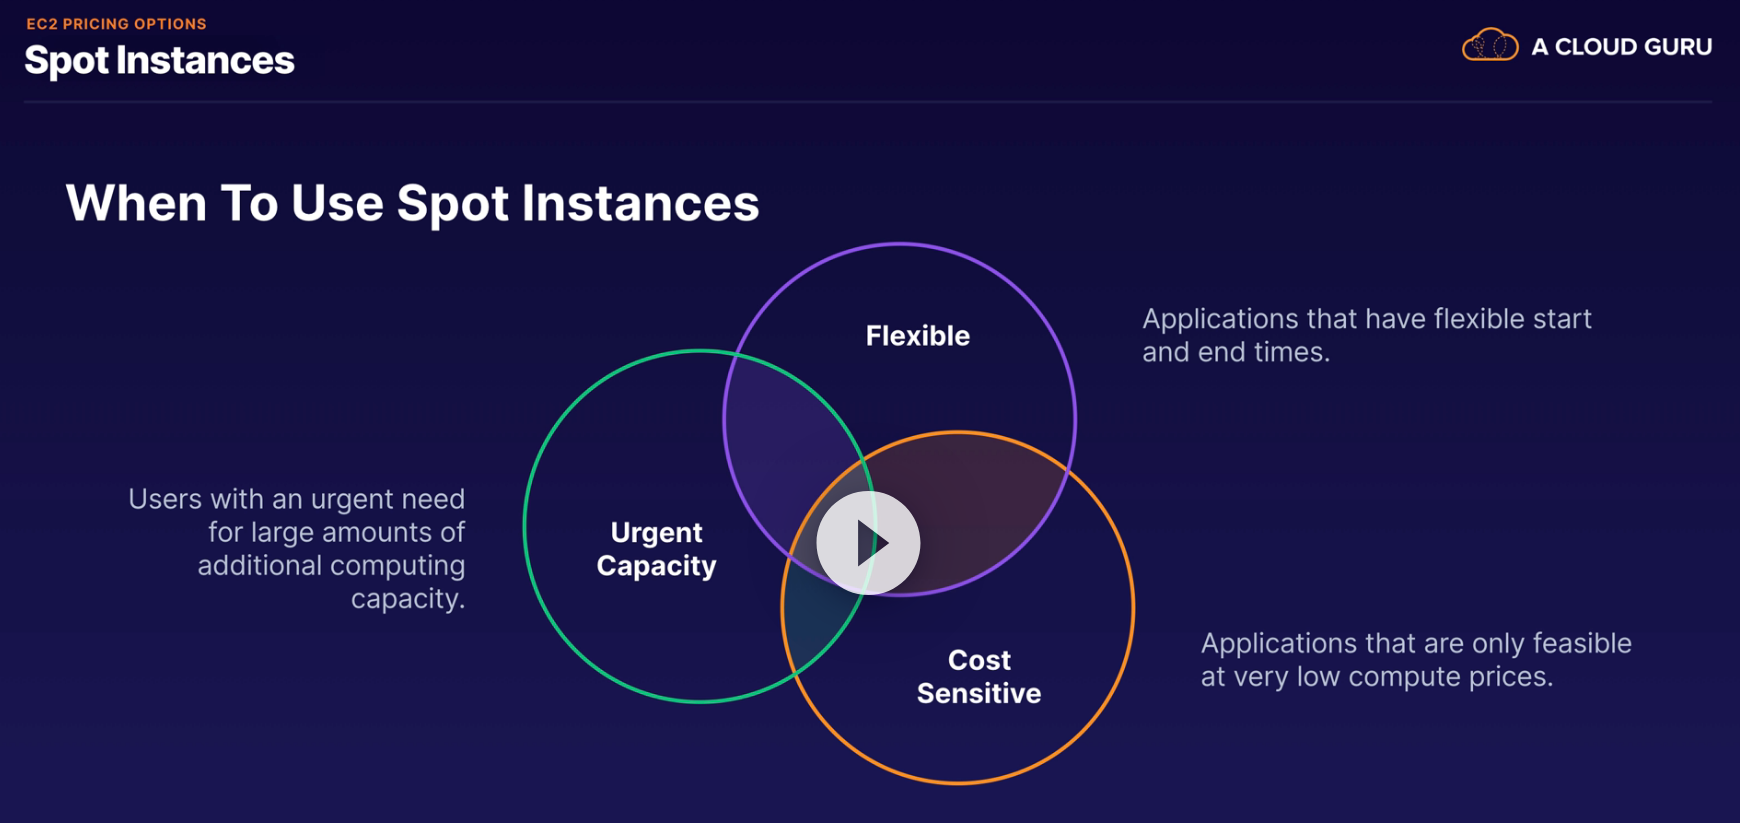 EC2 PRICING OPTIONS
Spot Instances
A CLOUD GURU
When To Use Spot Instances
Flexible
Applications that have flexible start
and end times.
Users with an urgent need
for large amounts of
additional computing
capacity.
Urgent
Capacity
Cost
Sensitive
Applications that are only feasible
at very low compute prices.